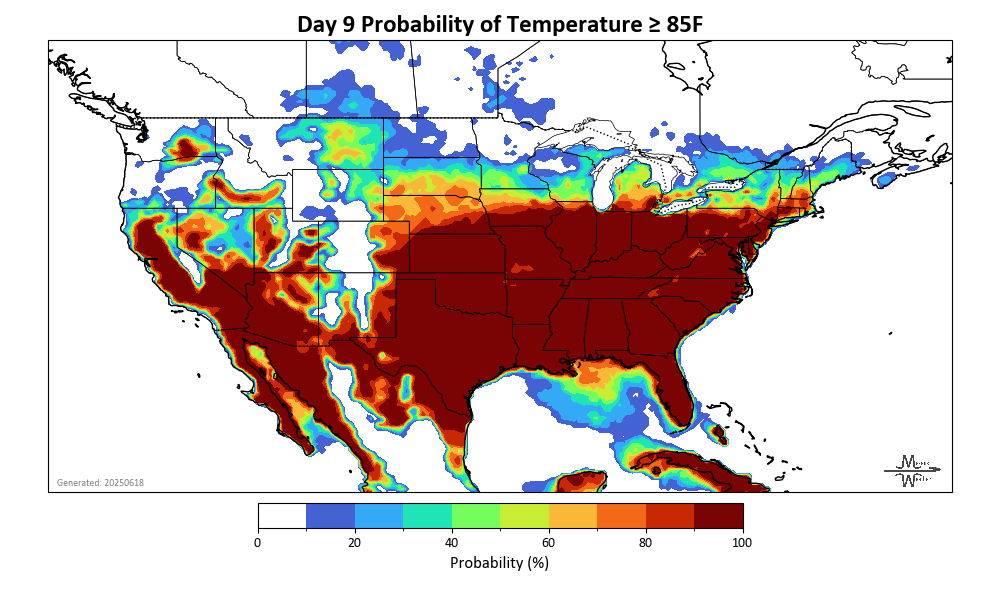 Day 9 Probability of Temperature ≥ 85F
Generated: 20250618
0 20 40 60 80 100
Probability (%)